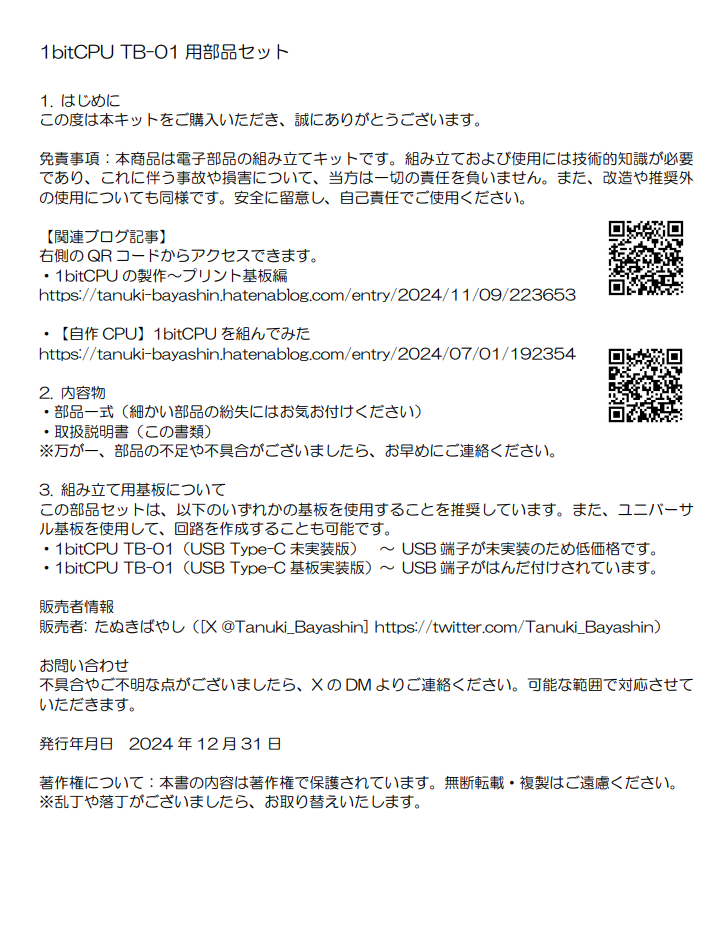 1bitCPU TB-01 用部品セット
1. はじめに
この度は本キットをご購入いただき、誠にありがとうございます。
免責事項：本商品は電子部品の組み立てキットです。組み立ておよび使用には技術的知識が必要
であり、これに伴う事故や損害について、当方は一切の責任を負いません。また、改造や推奨外
の使用についても同様です。安全に留意し、自己責任でご使用ください。
【関連ブログ記事】
右側の QR コードからアクセスできます。
・1bitCPU の製作～プリント基板編
https://tanuki-bayashin.hatenablog.com/entry/2024/11/09/223653
・【自作 CPU】1bitCPU を組んでみた
https://tanuki-bayashin.hatenablog.com/entry/2024/07/01/192354
2. 内容物
・部品一式（細かい部品の紛失にはお気お付けください）
・取扱説明書（この書類）
※万が一、部品の不足や不具合がございましたら、お早めにご連絡ください。
3. 組み立て用基板について
この部品セットは、以下のいずれかの基板を使用することを推奨しています。また、ユニバーサ
ル基板を使用して、回路を作成することも可能です。
・1bitCPU TB-01（USB Type-C 未実装版）　～ USB 端子が未実装のため低価格です。
・1bitCPU TB-01（USB Type-C 基板実装版）～ USB 端子がはんだ付けされています。
販売者情報
販売者: たぬきばやし（[X @Tanuki_Bayashin] https://twitter.com/Tanuki_Bayashin）
お問い合わせ
不具合やご不明な点がございましたら、X の DM よりご連絡ください。可能な範囲で対応させて
いただきます。
発行年月日　2024 年 12 月 31 日
著作権について：本書の内容は著作権で保護されています。無断転載・複製はご遠慮ください。
※乱丁や落丁がございましたら、お取り替えいたします。